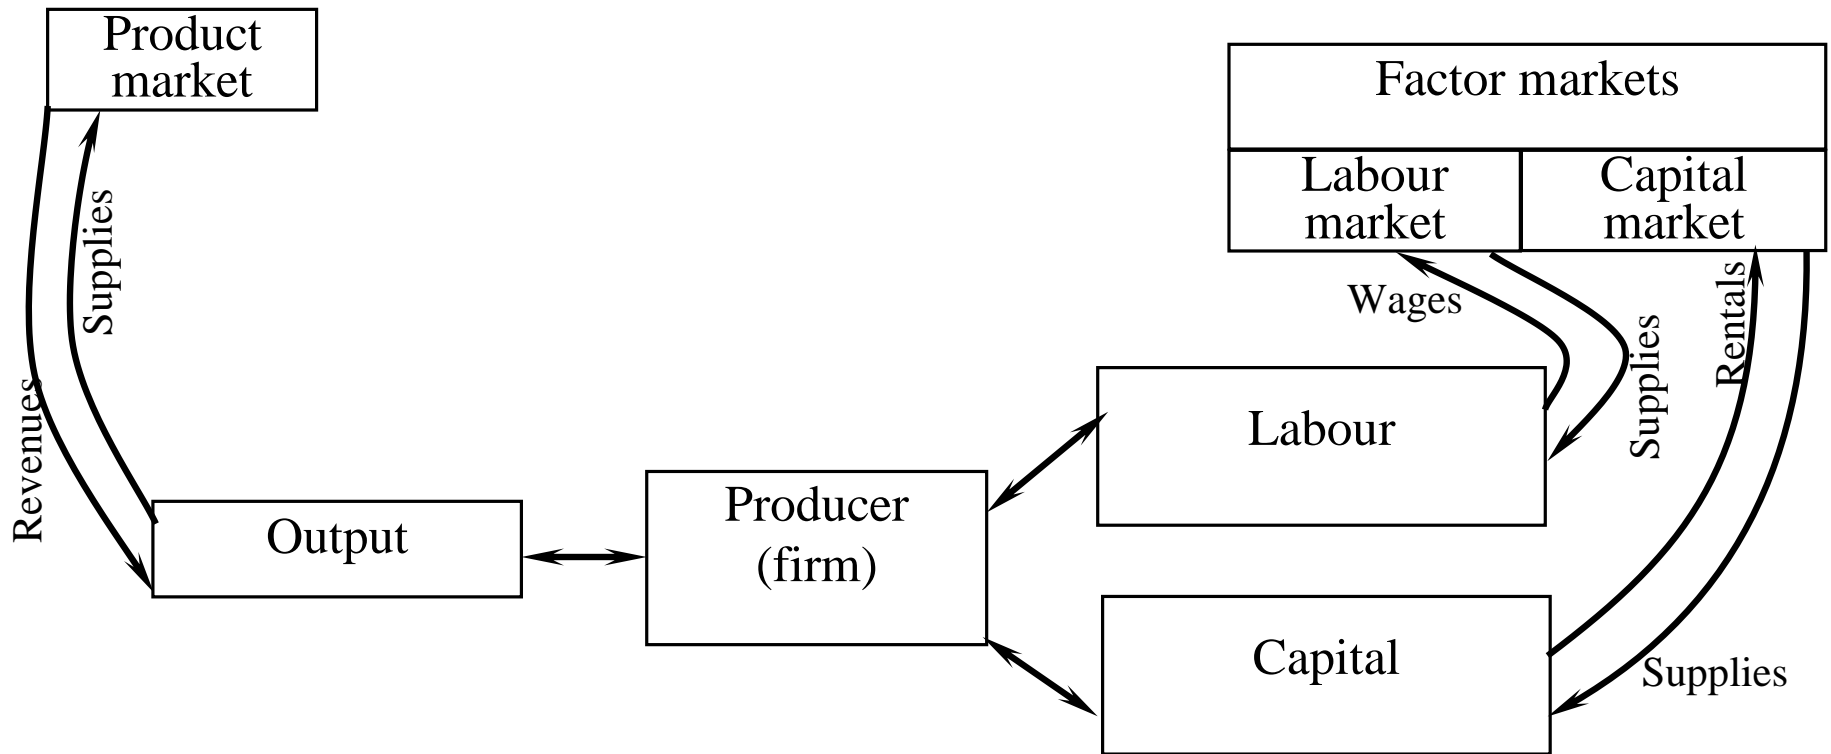 Product
market
Factor markets
Labour
market
Capital
market
Supplies
Revenues
Wages
Supplies
Rentals
Labour
Output
Producer
(firm)
Capital
Supplies